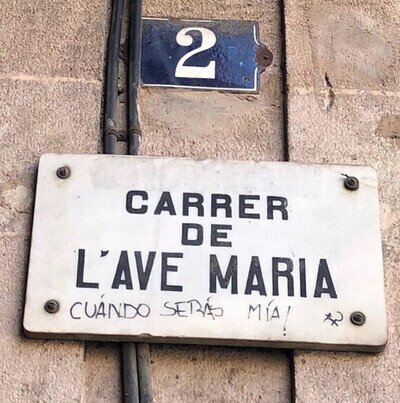 2
CARRER
DE
L'AVE MARIA
CUÁNDO SERÁS MÍA!